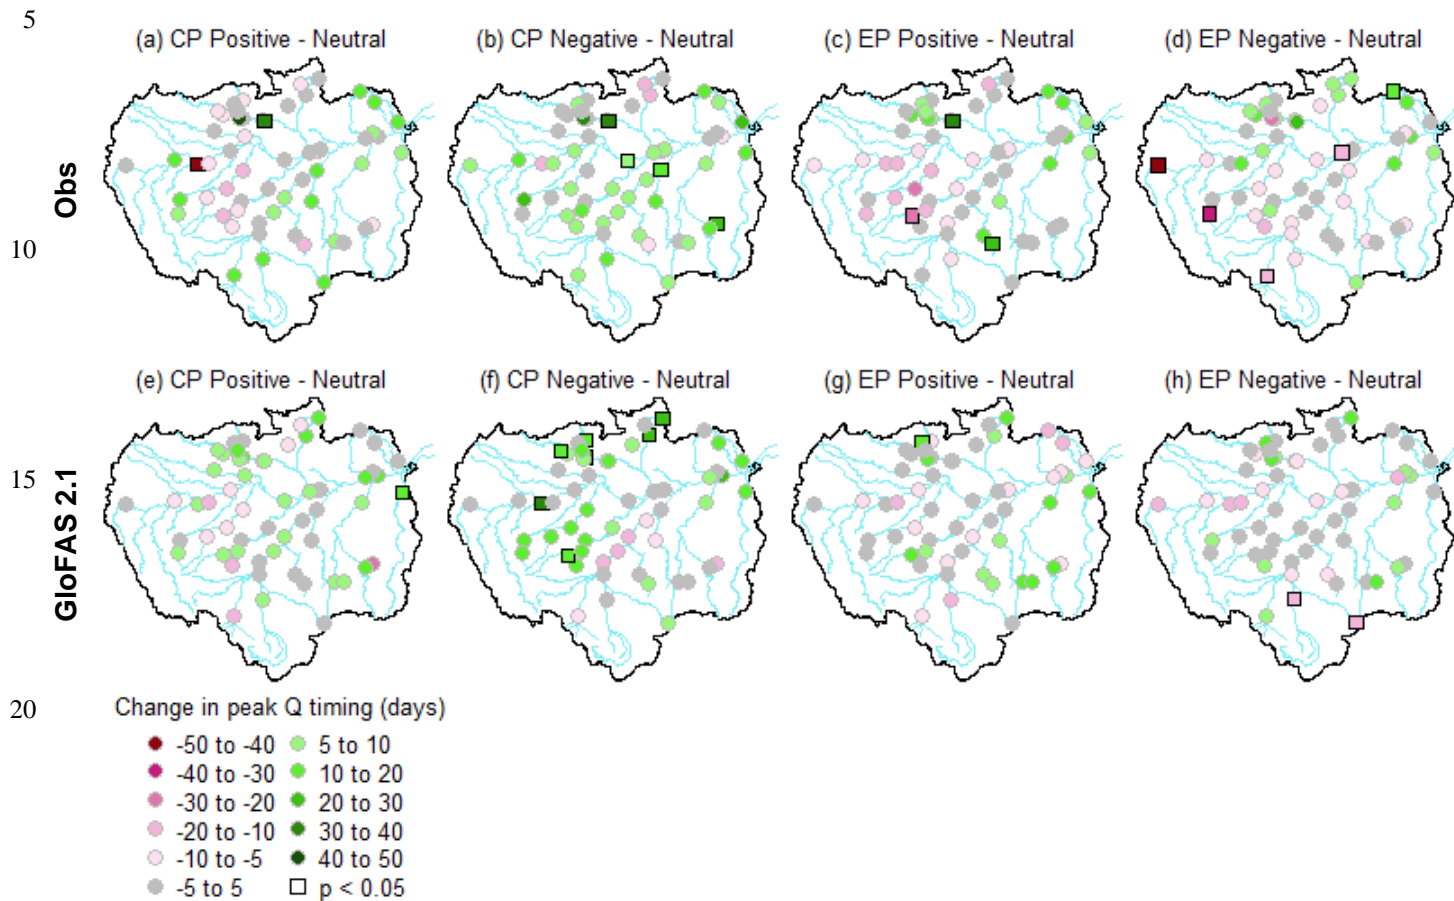 5
(a) CP Positive - Neutral
(b) CP Negative - Neutral
(c) EP Positive - Neutral
(d) EP Negative - Neutral
Obs
10
(e) CP Positive - Neutral
(f) CP Negative - Neutral
(g) EP Positive - Neutral
(h) EP Negative - Neutral
15
GloFAS 2.1
20
Change in peak Q timing (days)
-50 to -40
5 to 10
-40 to -30
10 to 20
-30 to -20
20 to 30
-20 to -10
30 to 40
-10 to -5
40 to 50
-5 to 5
p < 0.05